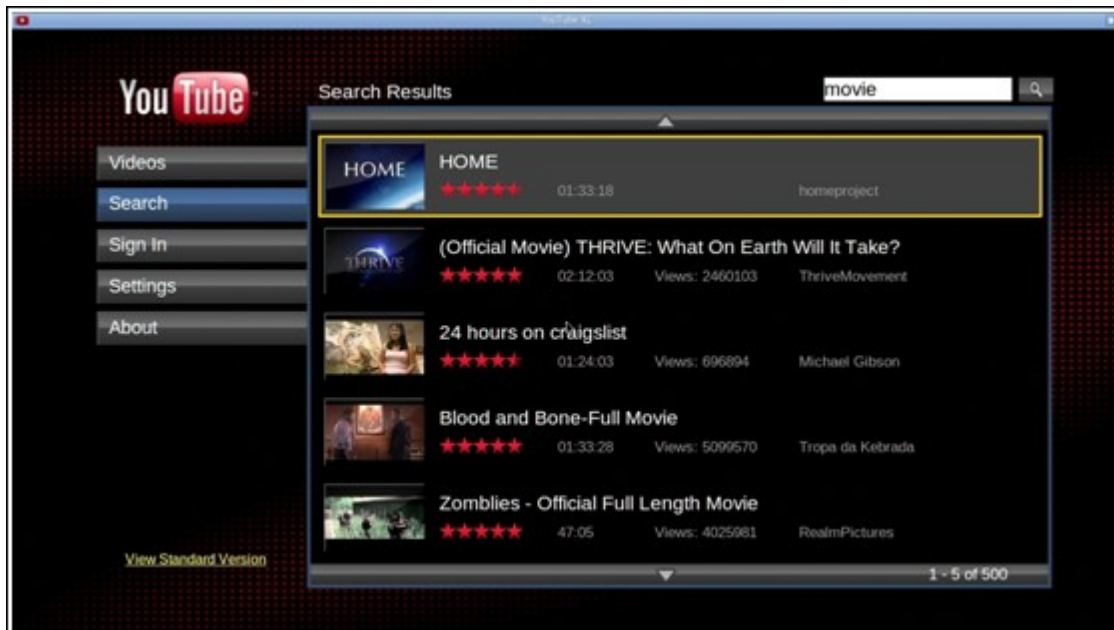 YouTube XL
YouTube
Search Results
movie
Videos
Search
Sign In
Settings
About
View Standard Version
HOME
HOME
01:33:18
homeproject
THRIVE
(Official Movie) THRIVE: What On Earth Will It Take?
02:12:03
Views: 2460103
ThriveMovement
24 hours on craigslist
01:24:03
Views: 696894
Michael Gibson
Blood and Bone-Full Movie
01:33:28
Views: 5099570
Tropa da Kebrada
Zomblies - Official Full Length Movie
47:05
Views: 4025981
RealmPictures
1 - 5 of 500